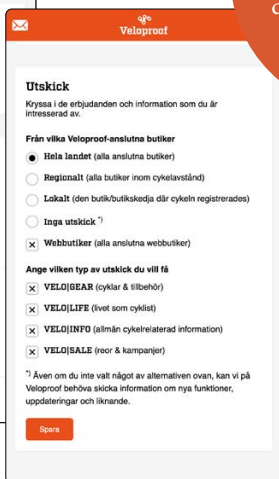 Veloproof
Utskick
Kryssa i de erbjudanden och information som du är
intresserad av.
Från vilka Veloproof-anslutna butiker
Hela landet (alla anslutna butiker)
Regionalt (alla butiker inom cykelavstånd)
Lokalt (den butik/butikskedja där cykeln registrerades)
Inga utskick *)
Webbutiker (alla anslutna webbutiker)
Ange vilken typ av utskick du vill få
VELO|GEAR (cyklar & tillbehör)
VELO|LIFE (livet som cyklist)
VELO|INFO (allmän cykelrelaterad information)
VELO|SALE (reor & kampanjer)
*) Även om du inte valt något av alternativen ovan, kan vi på
Veloproof behöva skicka information om nya funktioner,
uppdateringar och liknande.
Spara